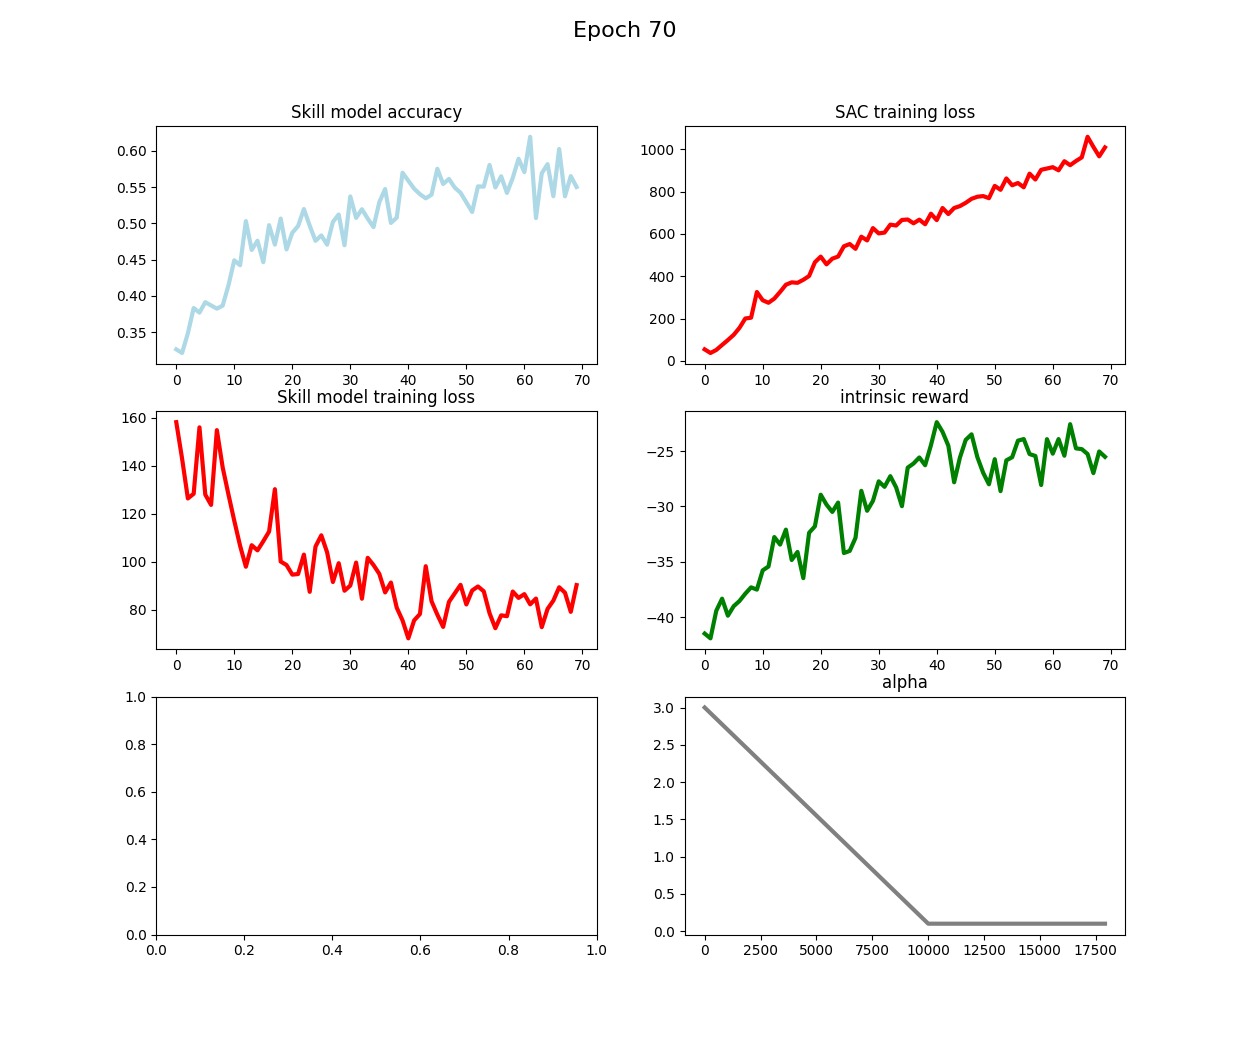 Epoch 70
Skill model accuracy
0.60
0.55
0.50
0.45
0.40
0.35
0 10 20 30 40 50 60 70
SAC training loss
1000
800
600
400
200
0
0 10 20 30 40 50 60 70
Skill model training loss
160
140
120
100
80
0 10 20 30 40 50 60 70
intrinsic reward
−25
−30
−35
−40
0 10 20 30 40 50 60 70
1.0
0.8
0.6
0.4
0.2
0.0
0.0 0.2 0.4 0.6 0.8 1.0
alpha
3.0
2.5
2.0
1.5
1.0
0.5
0.0
0 2500 5000 7500 10000 12500 15000 17500